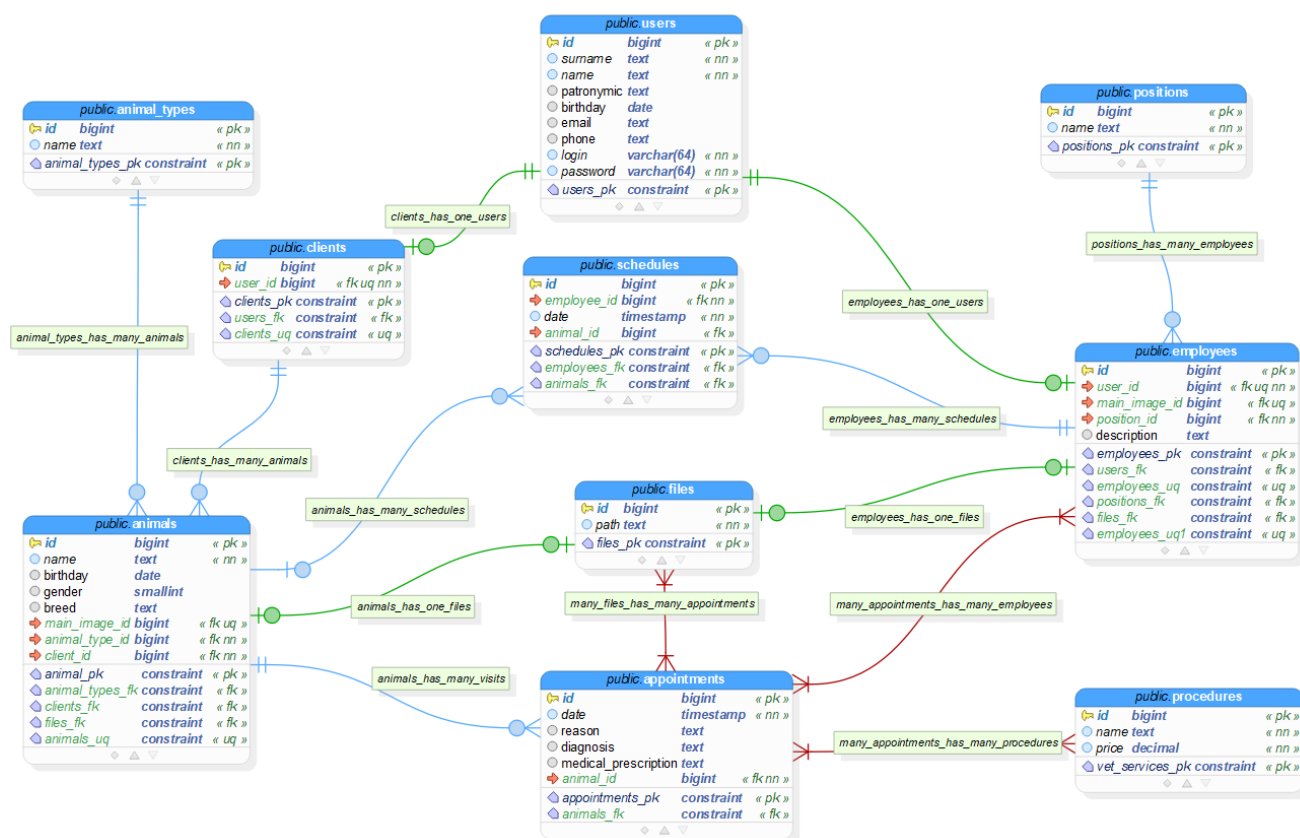 public.users
id bigint « pk »
surname text « nn »
name text « nn »
patronymic text
birthday date
email text
phone text
login varchar(64) « nn »
password varchar(64) « nn »
users_pk constraint « pk »
public.animal_types
id bigint « pk »
name text « nn »
animal_types_pk constraint « pk »
public.positions
id bigint « pk »
name text « nn »
positions_pk constraint « pk »
clients_has_one_users
public.clients
id bigint « pk »
user_id bigint « fk uq nn »
clients_pk constraint « pk »
users_fk constraint « fk »
clients_uq constraint « uq »
positions_has_many_employees
public.schedules
id bigint « pk »
employee_id bigint « fk nn »
date timestamp « nn »
animal_id bigint « fk »
schedules_pk constraint « pk »
employees_fk constraint « fk »
animals_fk constraint « fk »
employees_has_one_users
animal_types_has_many_animals
public.employees
id bigint « pk »
user_id bigint « fk uq nn »
main_image_id bigint « fk uq »
position_id bigint « fk nn »
description text
employees_pk constraint « pk »
users_fk constraint « fk »
employees_uq constraint « uq »
positions_fk constraint « fk »
files_fk constraint « fk »
employees_uq1 constraint « uq »
employees_has_many_schedules
clients_has_many_animals
public.files
id bigint « pk »
path text « nn »
files_pk constraint « pk »
animals_has_many_schedules
employees_has_one_files
public.animals
id bigint « pk »
name text « nn »
birthday date
gender smallint
breed text
main_image_id bigint « fk uq »
animal_type_id bigint « fk nn »
client_id bigint « fk nn »
animal_pk constraint « pk »
animal_types_fk constraint « fk »
clients_fk constraint « fk »
files_fk constraint « fk »
animals_uq constraint « uq »
animals_has_one_files
many_files_has_many_appointments
many_appointments_has_many_employees
animals_has_many_visits
public.appointments
id bigint « pk »
date timestamp « nn »
reason text
diagnosis text
medical_prescription text
animal_id bigint « fk nn »
appointments_pk constraint « pk »
animals_fk constraint « fk »
many_appointments_has_many_procedures
public.procedures
id bigint « pk »
name text « nn »
price decimal « nn »
vet_services_pk constraint « pk »